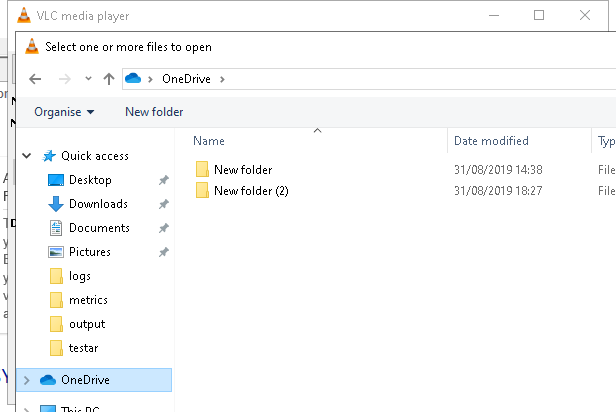 VLC media player
Select one or more files to open
OneDrive
Organise New folder
Name Date modified Typ
Quick access
Desktop
Downloads
Documents
Pictures
logs
metrics
output
testar
OneDrive
This PC
New folder 31/08/2019 14:38 File
New folder (2) 31/08/2019 18:27 File